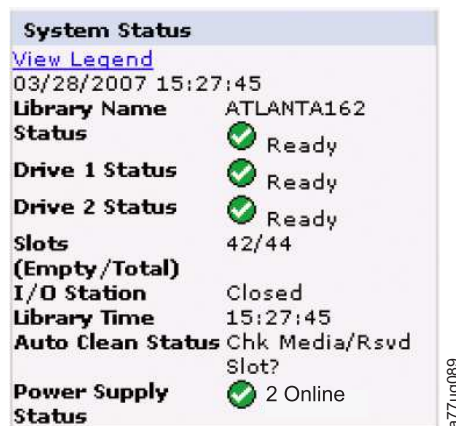 System Status
View Legend
03/28/2007 15:27:45
Library Name ATLANTA162
Status Ready
Drive 1 Status Ready
Drive 2 Status Ready
Slots 42/44
(Empty/Total)
I/O Station Closed
Library Time 15:27:45
Auto Clean Status Chk Media/Rsvd
Slot?
Power Supply 2 Online
Status
a77ug089